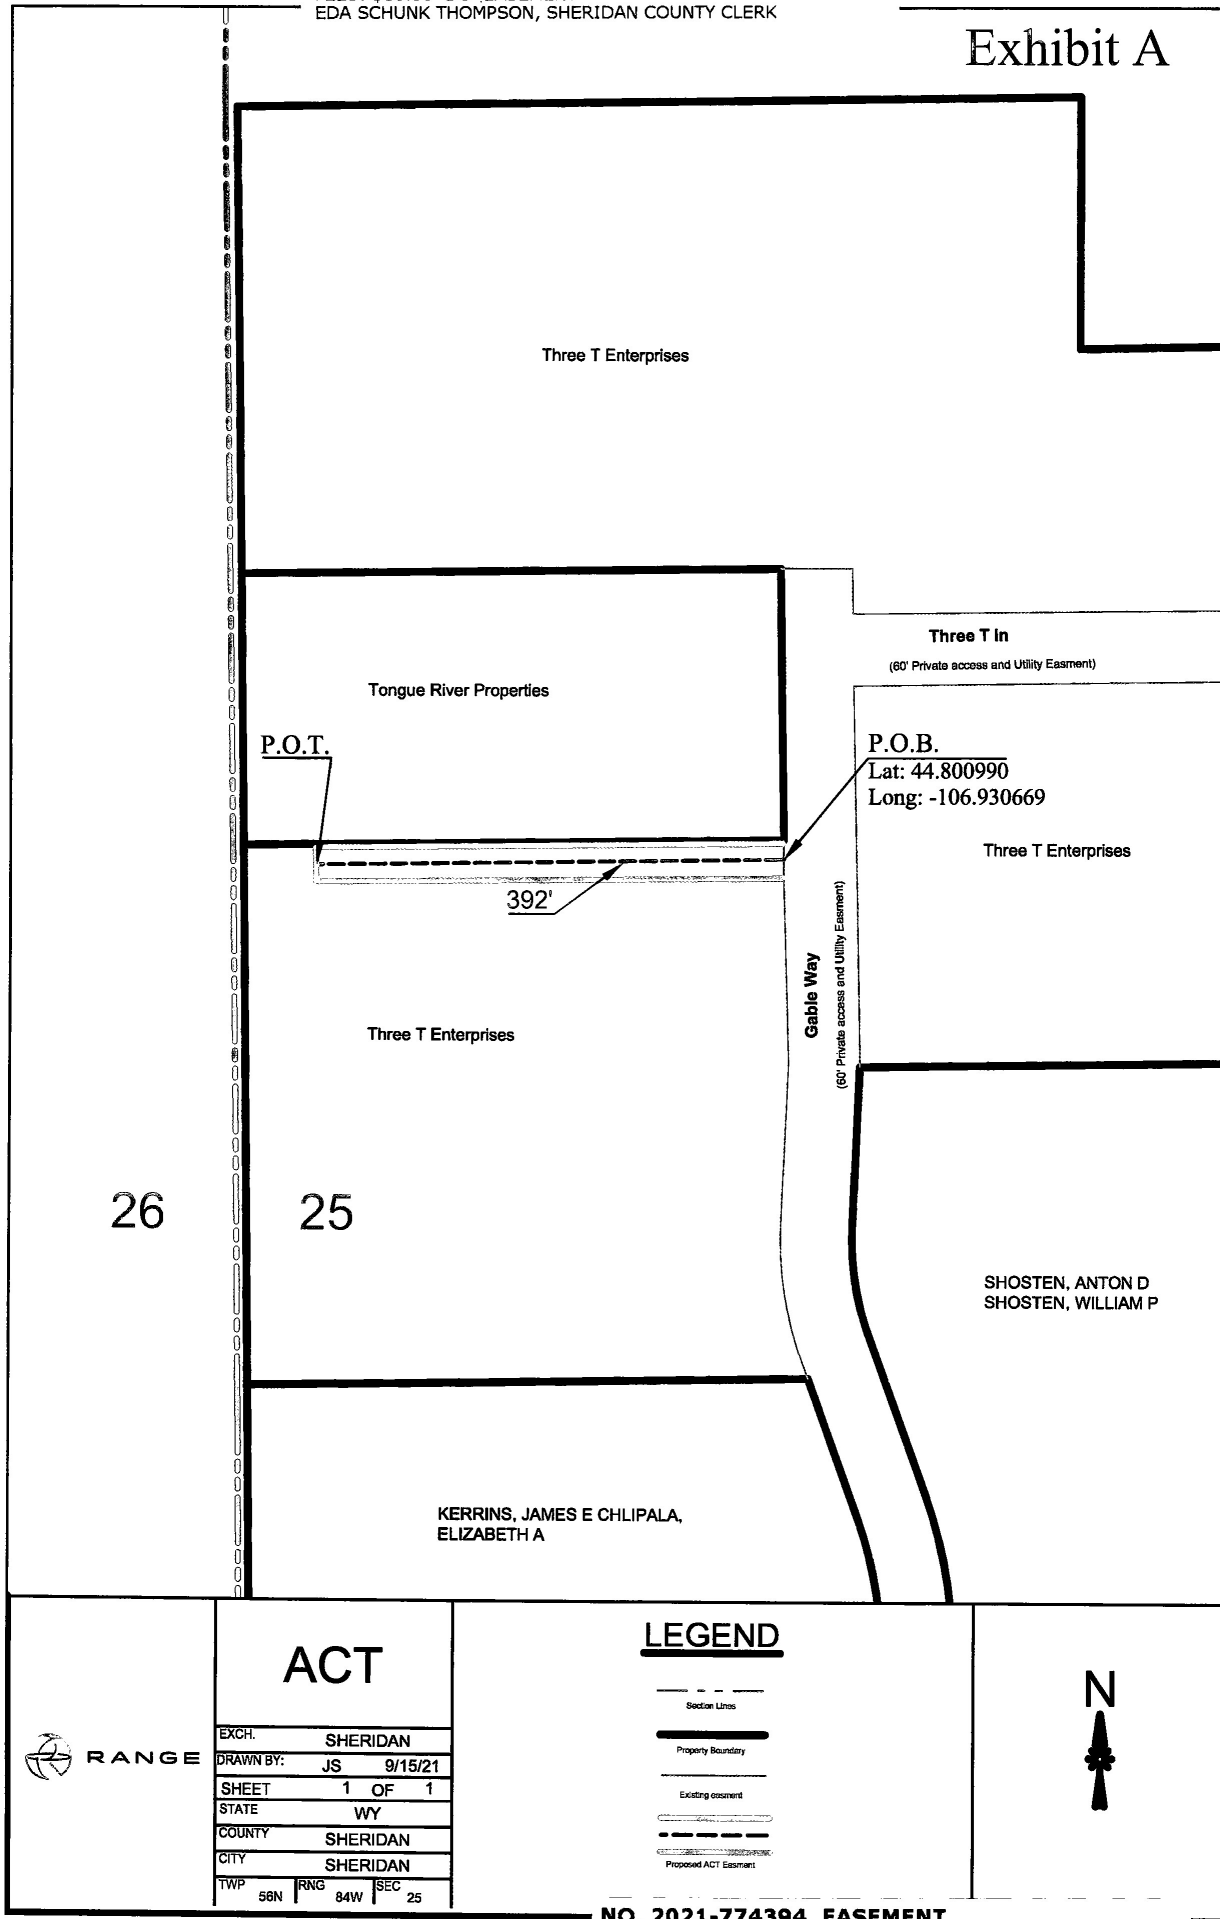 EDA SCHUNK THOMPSON, SHERIDAN COUNTY CLERK
Exhibit A
Three T Enterprises
Three T ln
(60' Private access and Utility Easment)
Tongue River Properties
P.O.T.
P.O.B.
Lat: 44.800990
Long: -106.930669
Three T Enterprises
392'
Gable Way
(60' Private access and Utility Easment)
Three T Enterprises
26
25
SHOSTEN, ANTON D
SHOSTEN, WILLIAM P
KERRINS, JAMES E CHLIPALA,
ELIZABETH A
RANGE
ACT
EXCH. SHERIDAN
DRAWN BY: JS 9/15/21
SHEET 1 OF 1
STATE WY
COUNTY SHERIDAN
CITY SHERIDAN
TWP 56N RNG 84W SEC 25
LEGEND
Section Lines
Property Boundary
Existing easment
Proposed ACT Easment
N
NO. 2021-774394 EASEMENT